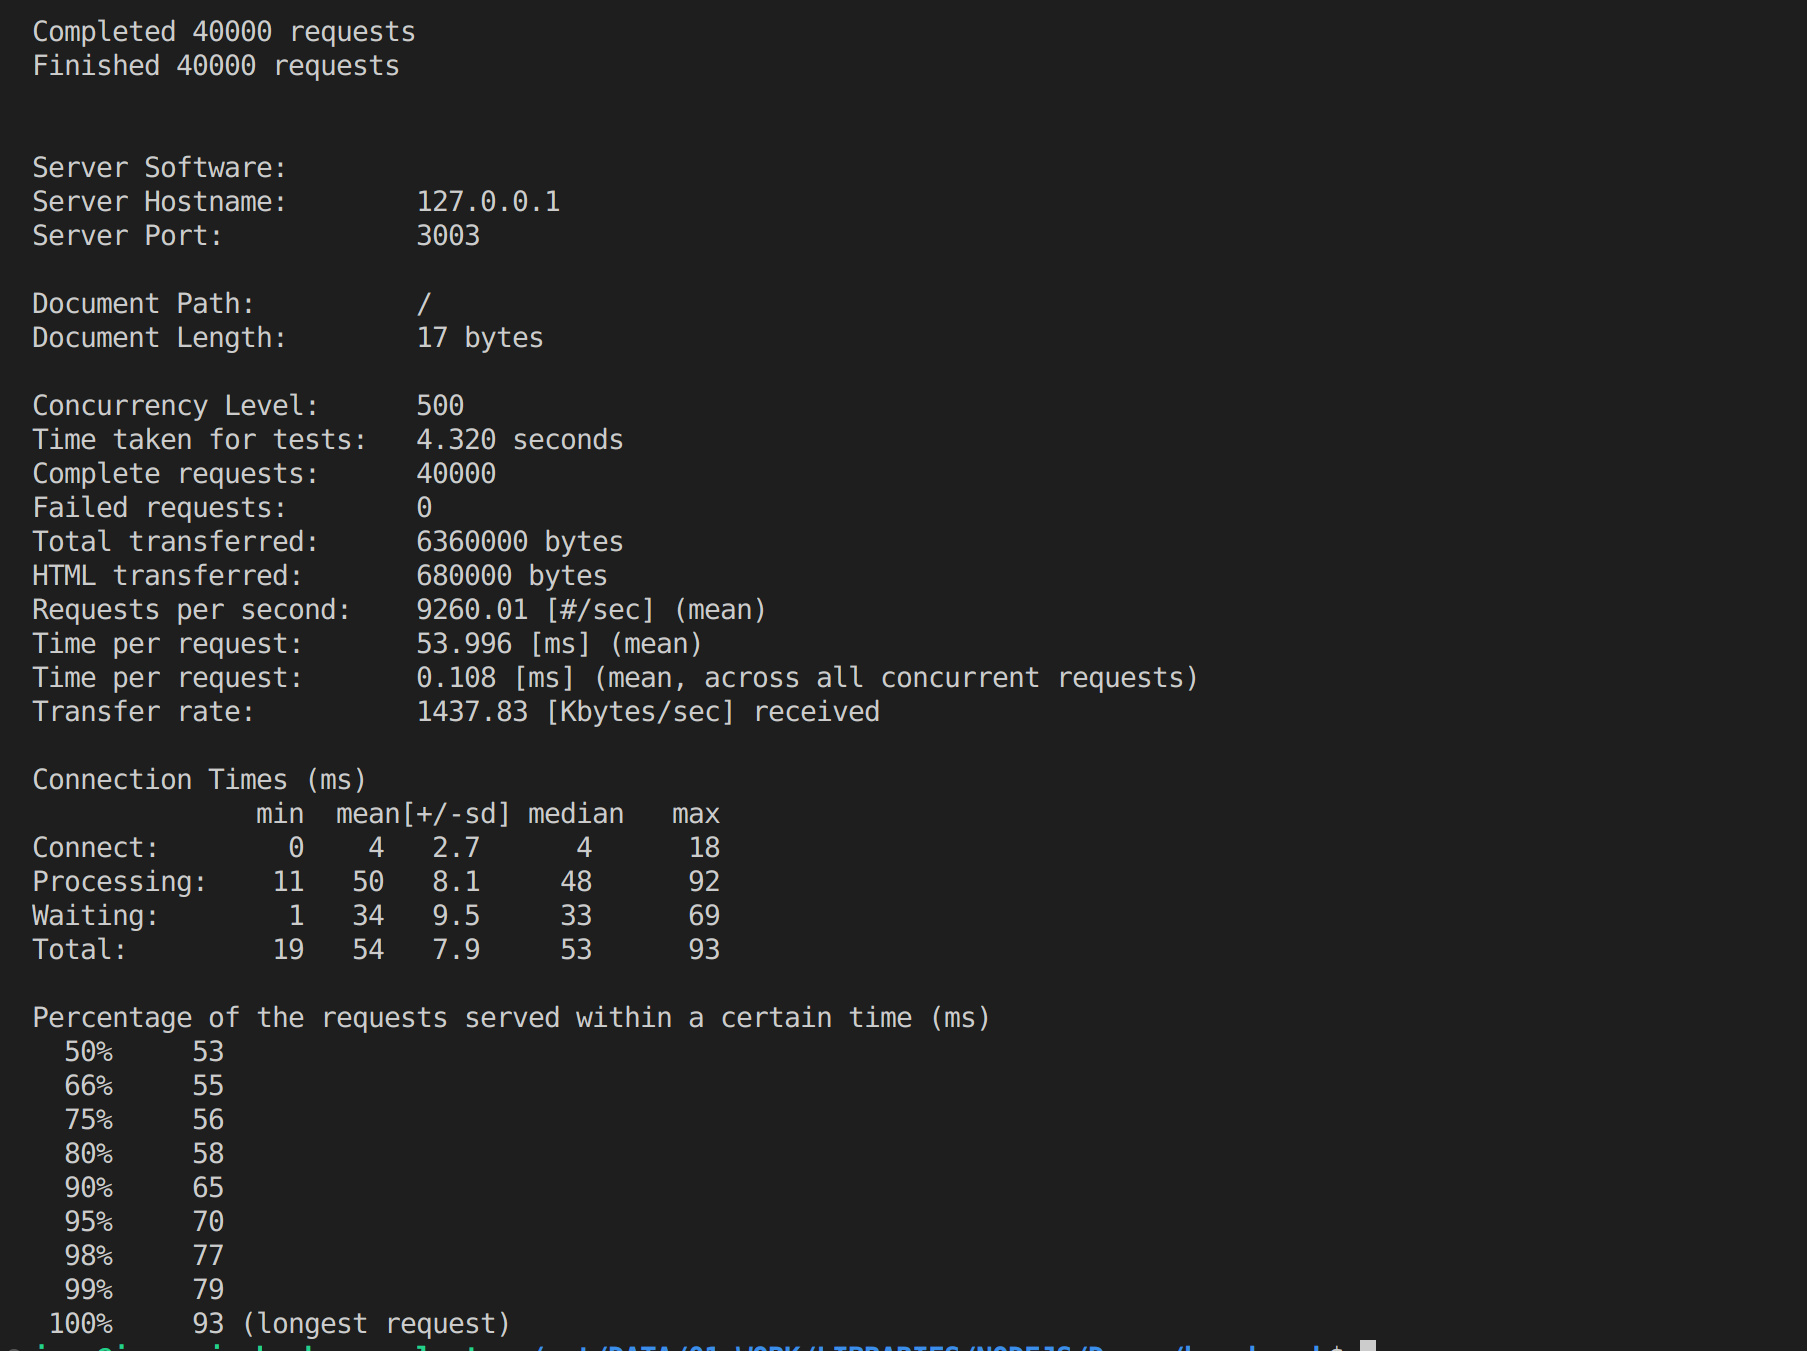 Completed 40000 requests
Finished 40000 requests
Server Software:
Server Hostname:        127.0.0.1
Server Port:            3003
Document Path:          /
Document Length:        17 bytes
Concurrency Level:      500
Time taken for tests:   4.320 seconds
Complete requests:      40000
Failed requests:        0
Total transferred:      6360000 bytes
HTML transferred:       680000 bytes
Requests per second:    9260.01 [#/sec] (mean)
Time per request:       53.996 [ms] (mean)
Time per request:       0.108 [ms] (mean, across all concurrent requests)
Transfer rate:          1437.83 [Kbytes/sec] received
Connection Times (ms)
              min  mean[+/-sd] median   max
Connect:        0    4   2.7      4      18
Processing:    11   50   8.1     48      92
Waiting:        1   34   9.5     33      69
Total:         19   54   7.9     53      93
Percentage of the requests served within a certain time (ms)
  50%     53
  66%     55
  75%     56
  80%     58
  90%     65
  95%     70
  98%     77
  99%     79
 100%     93 (longest request)